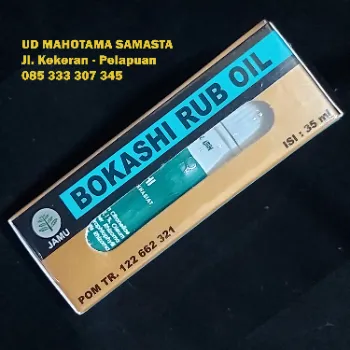 UD MAHOTAMA SAMASTA
Jl. Kekeran - Pelapuan
085 333 307 345
BOKASHI RUB OIL
ISI : 35 ml
JAMU
POM TR. 122 662 321